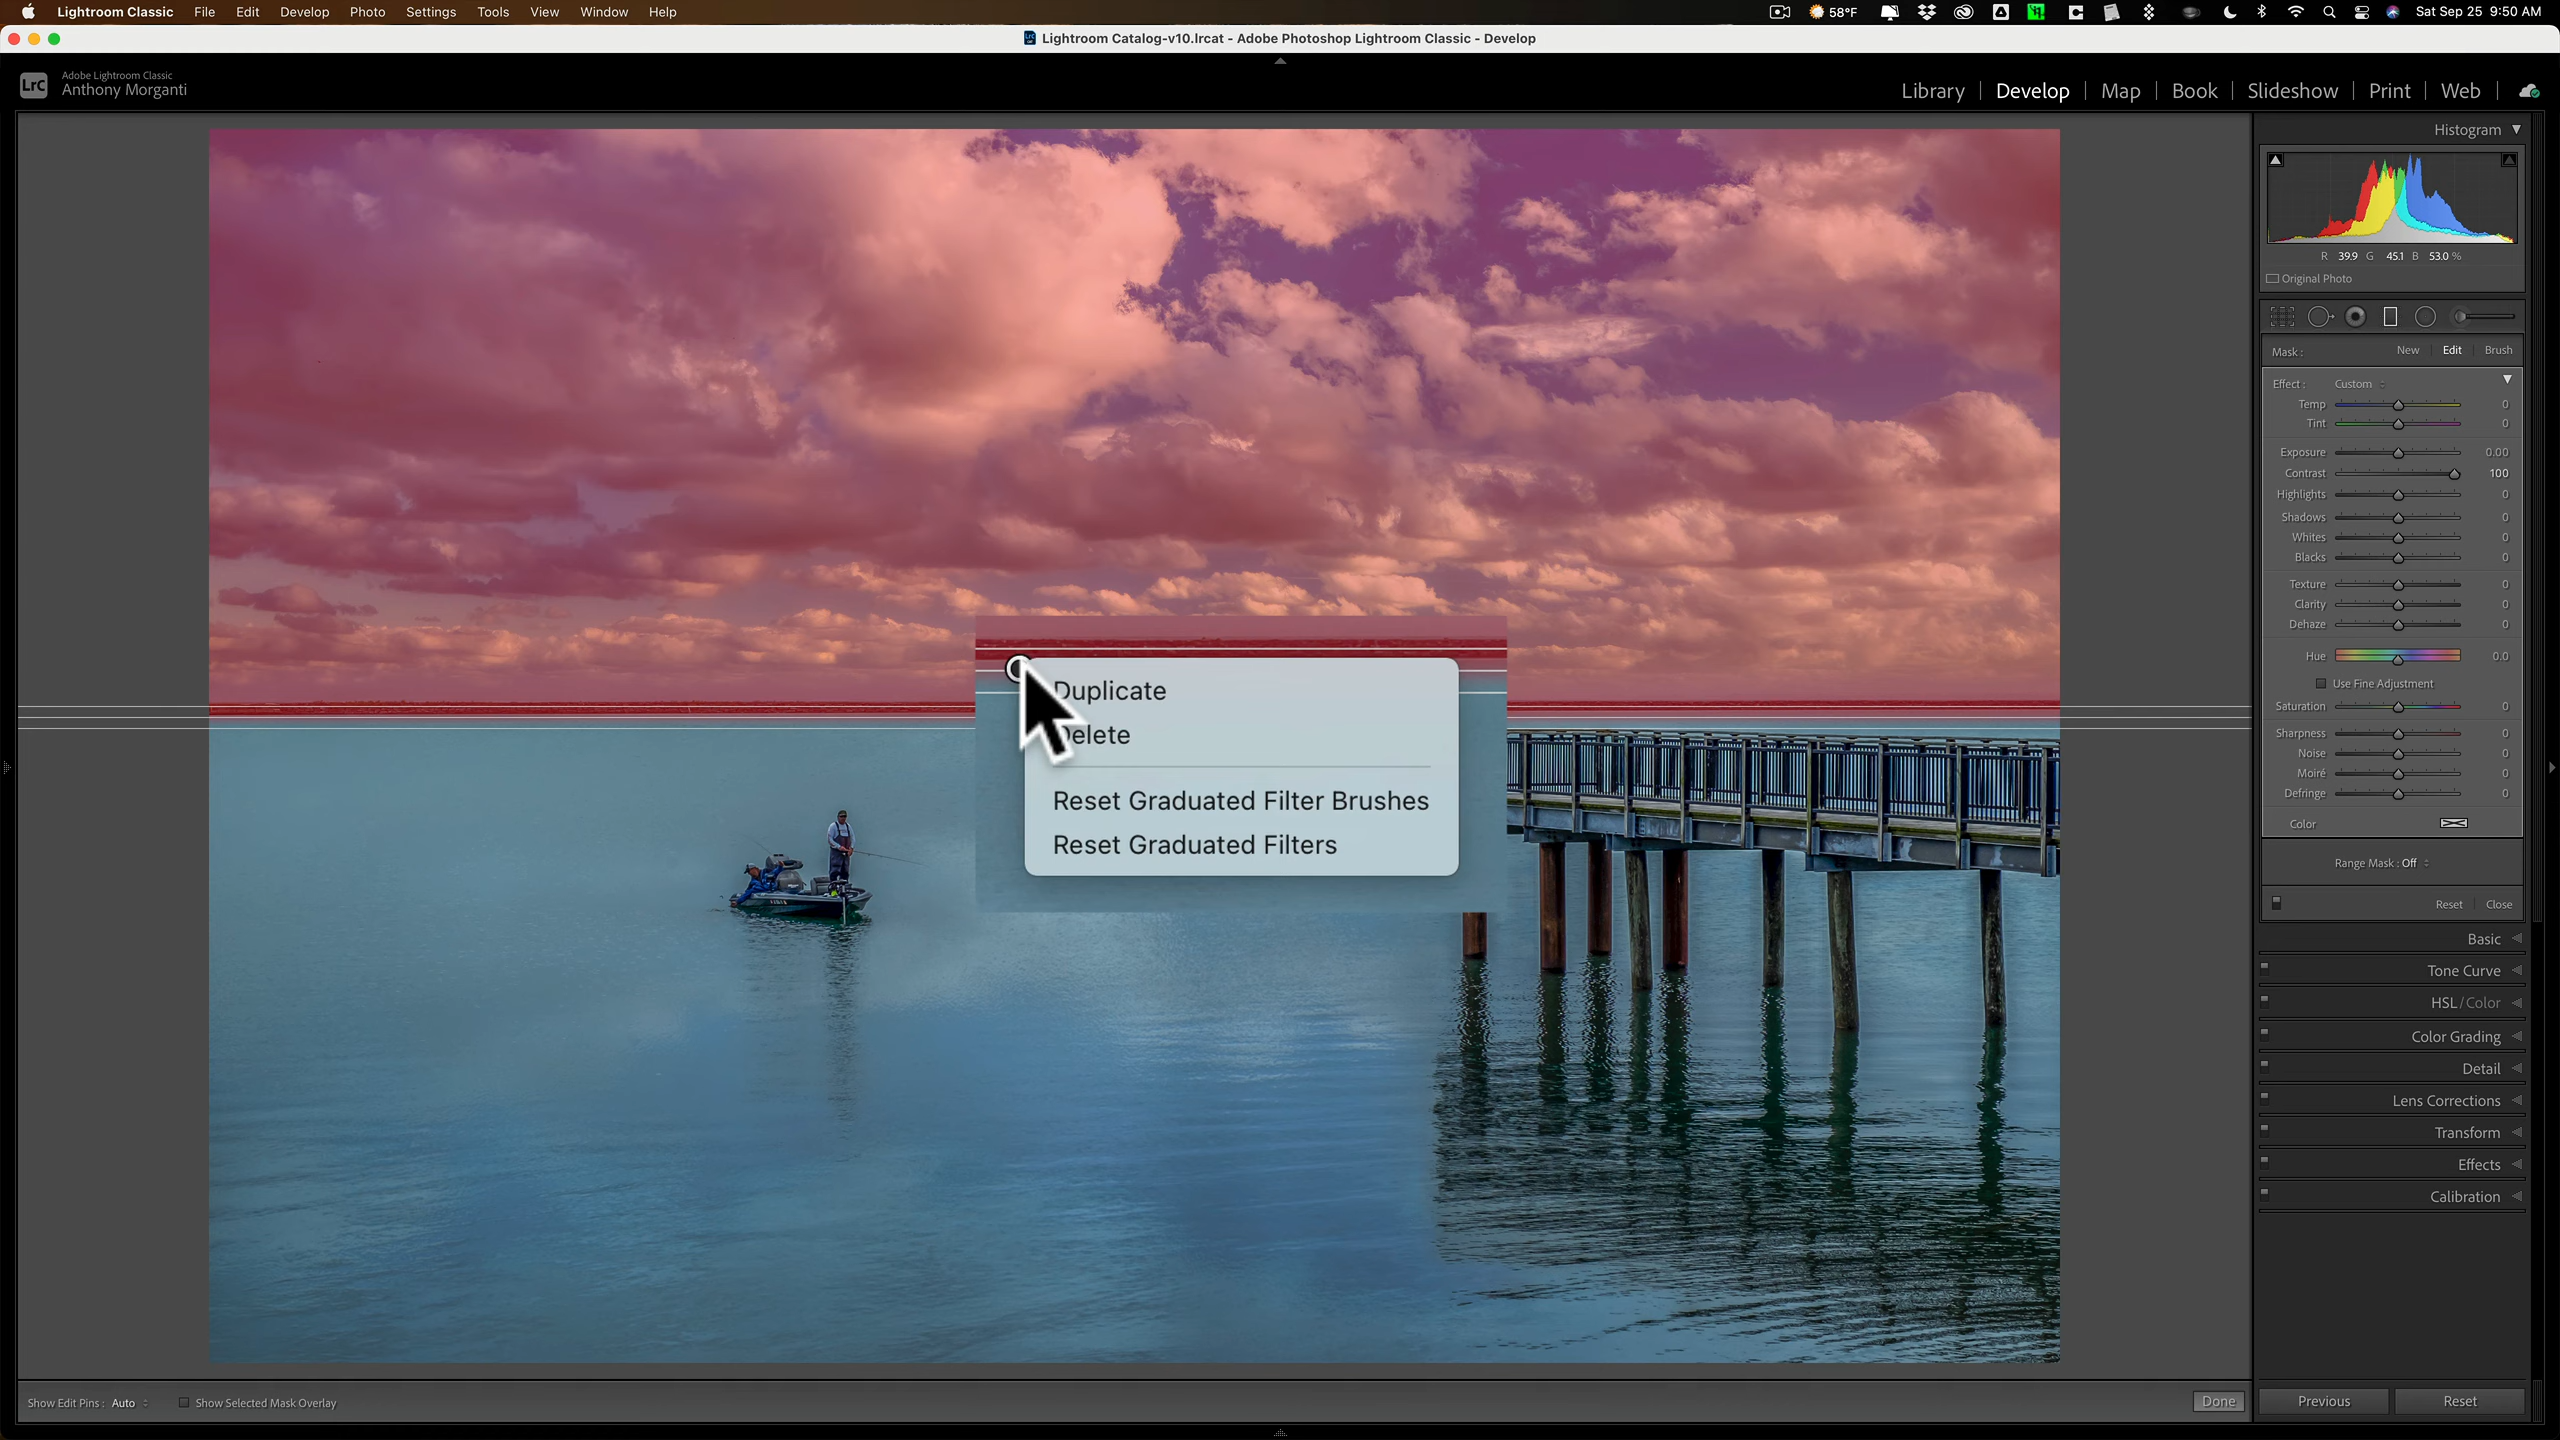 Lightroom Classic File Edit Develop Photo Settings Tools View Window Help 58°F Sat Sep 25 9:50 AM
Lightroom Catalog-v10.lrcat - Adobe Photoshop Lightroom Classic - Develop
LrC
Adobe Lightroom Classic
Anthony Morganti
Library Develop Map Book Slideshow Print Web
Histogram
R 39.9 G 45.1 B 53.0 %
Original Photo
Mask : New Edit Brush
Effect : Custom
Temp 0
Tint 0
Exposure 0.00
Contrast 100
Highlights 0
Shadows 0
Whites 0
Blacks 0
Texture 0
Clarity 0
Dehaze 0
Hue 0.0
Use Fine Adjustment
Saturation 0
Sharpness 0
Noise 0
Moiré 0
Defringe 0
Color
Range Mask : Off
Reset Close
Basic
Tone Curve
HSL / Color
Color Grading
Detail
Lens Corrections
Transform
Effects
Calibration
Previous Reset
Duplicate
Delete
Reset Graduated Filter Brushes
Reset Graduated Filters
Show Edit Pins : Auto Show Selected Mask Overlay Done